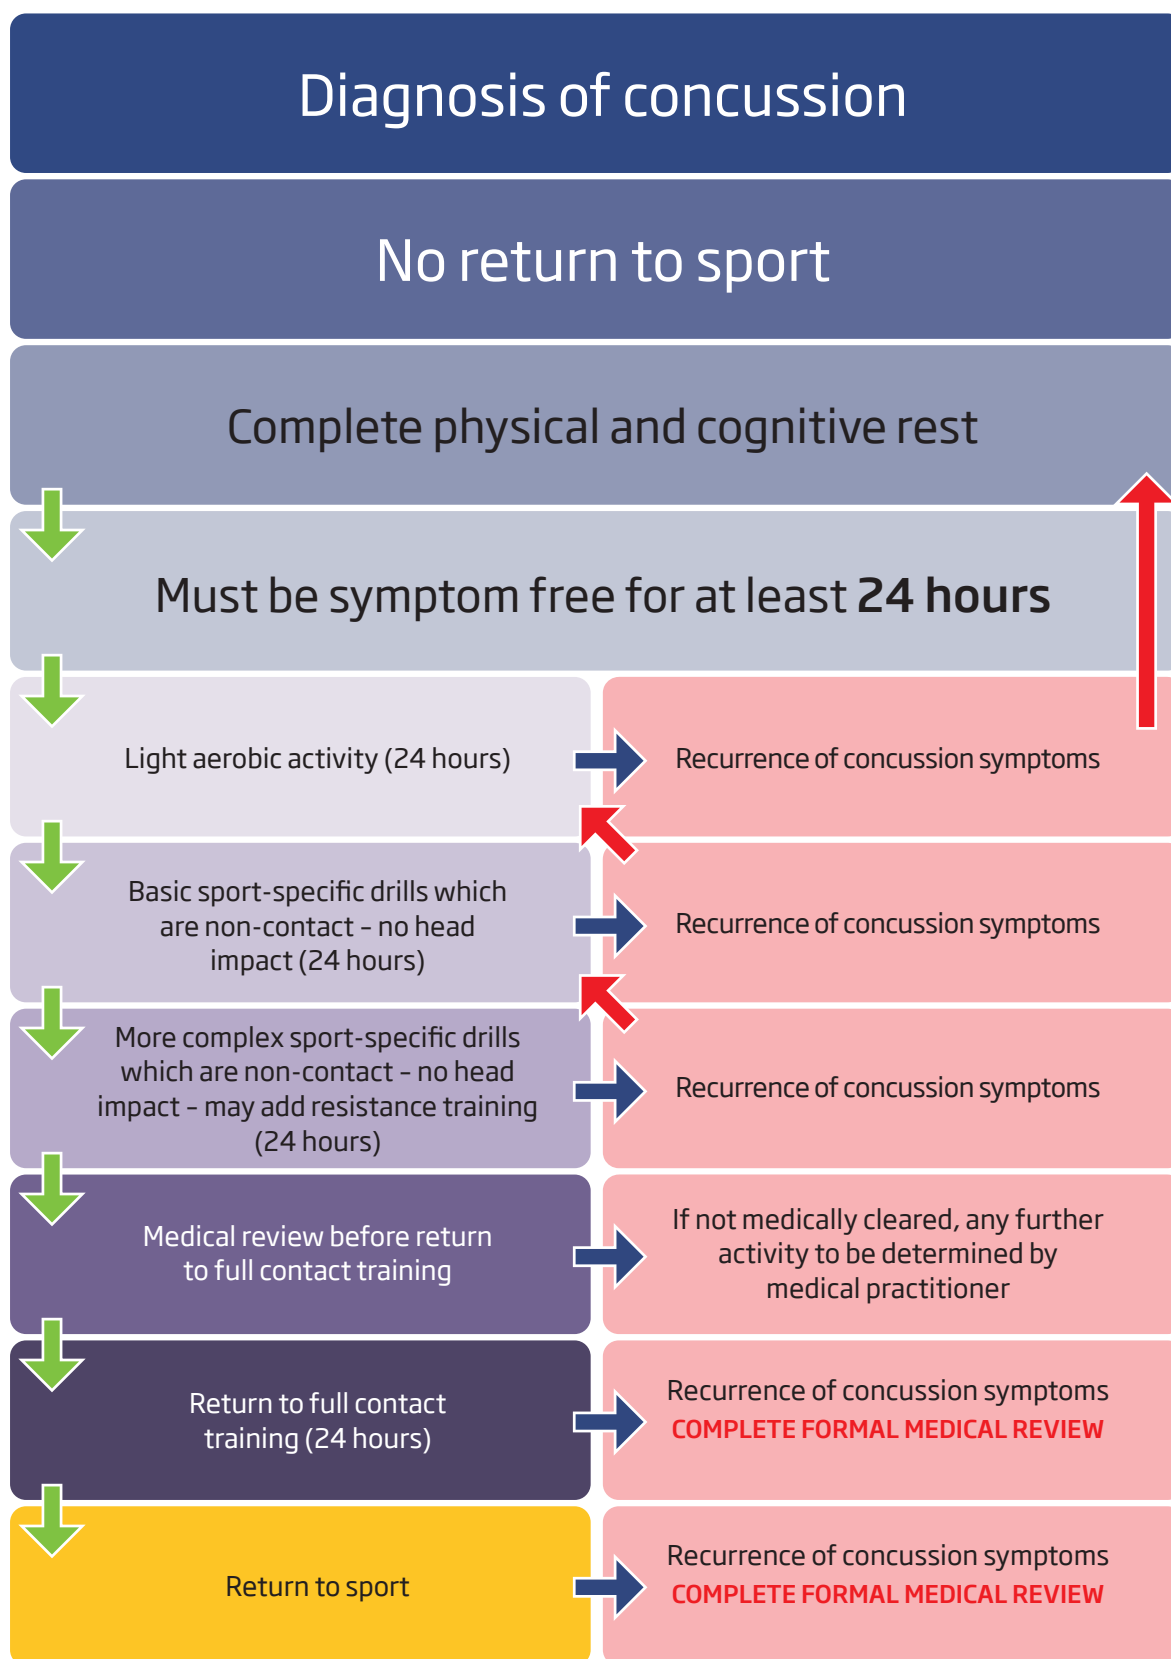 Diagnosis of concussion
No return to sport
Complete physical and cognitive rest
Must be symptom free for at least 24 hours
Light aerobic activity (24 hours)
Recurrence of concussion symptoms
Basic sport-specific drills which
are non-contact – no head
impact (24 hours)
Recurrence of concussion symptoms
More complex sport-specific drills
which are non-contact – no head
impact – may add resistance training
(24 hours)
Recurrence of concussion symptoms
Medical review before return
to full contact training
If not medically cleared, any further
activity to be determined by
medical practitioner
Return to full contact
training (24 hours)
Recurrence of concussion symptoms
COMPLETE FORMAL MEDICAL REVIEW
Return to sport
Recurrence of concussion symptoms
COMPLETE FORMAL MEDICAL REVIEW